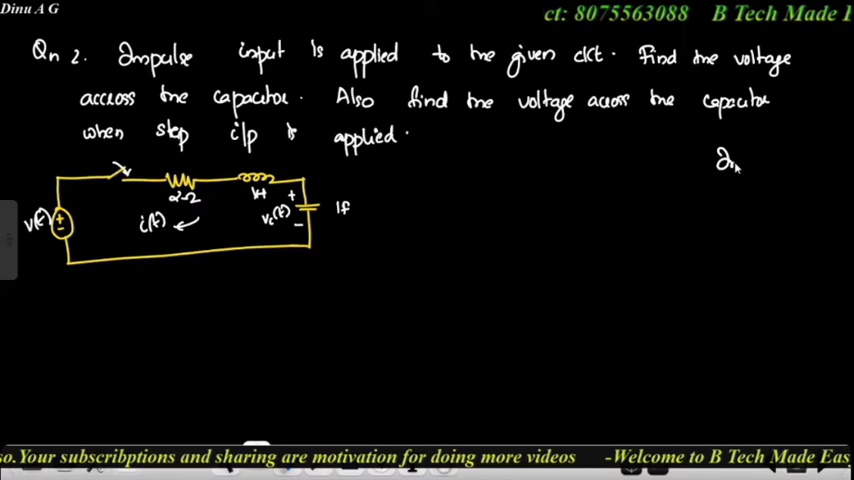 Dinu A G
ct: 8075563088 B Tech Made
Qn 2. Impulse input is applied to the given ckt. Find the voltage
accross the capacitor. Also find the voltage across the capacitor
when step i/p is applied.
2Ω
1H
v(t)
+
-
i(t)
+
vc(t)
-
1f
so.Your subscribptions and sharing are motivation for doing more videos -Welcome to B Tech Made Eas